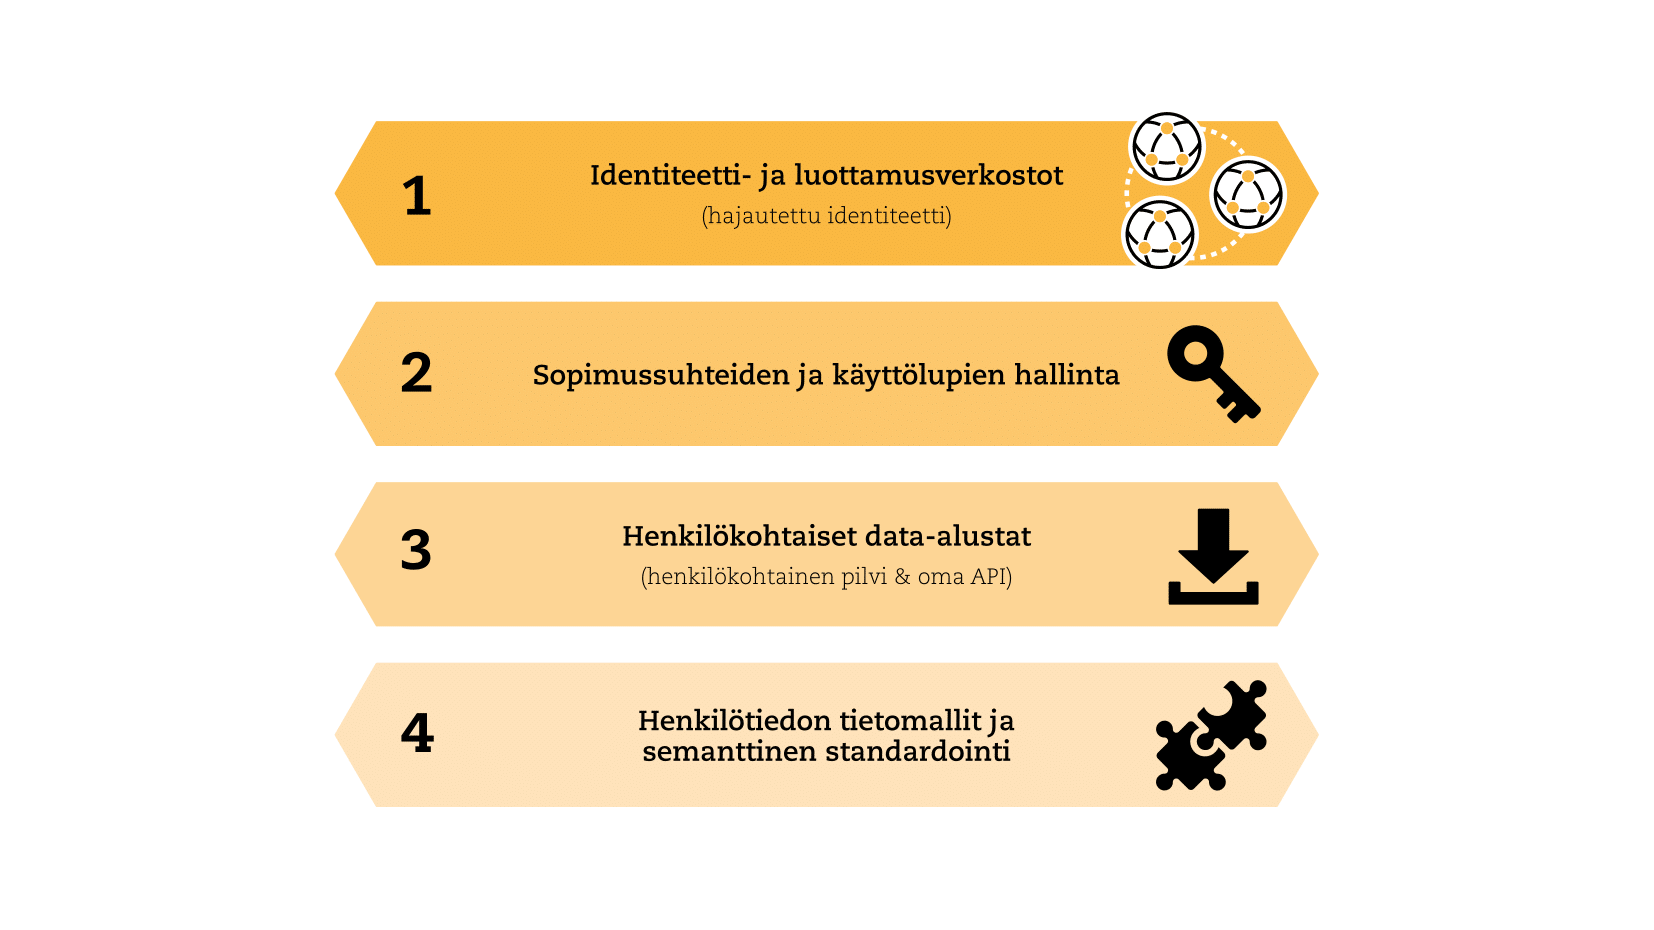 1
Identiteetti- ja luottamusverkostot
(hajautettu identiteetti)
2
Sopimussuhteiden ja käyttölupien hallinta
3
Henkilökohtaiset data-alustat
(henkilökohtainen pilvi & oma API)
4
Henkilötiedon tietomallit ja
semanttinen standardointi